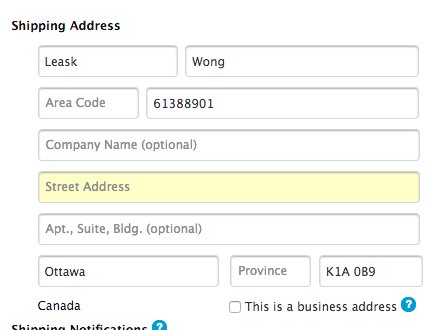 Shipping Address
Leask Wong
Area Code 61388901
Company Name (optional)
Street Address
Apt., Suite, Bldg. (optional)
Ottawa Province K1A 0B9
Canada This is a business address ?
Shipping Notifications ?